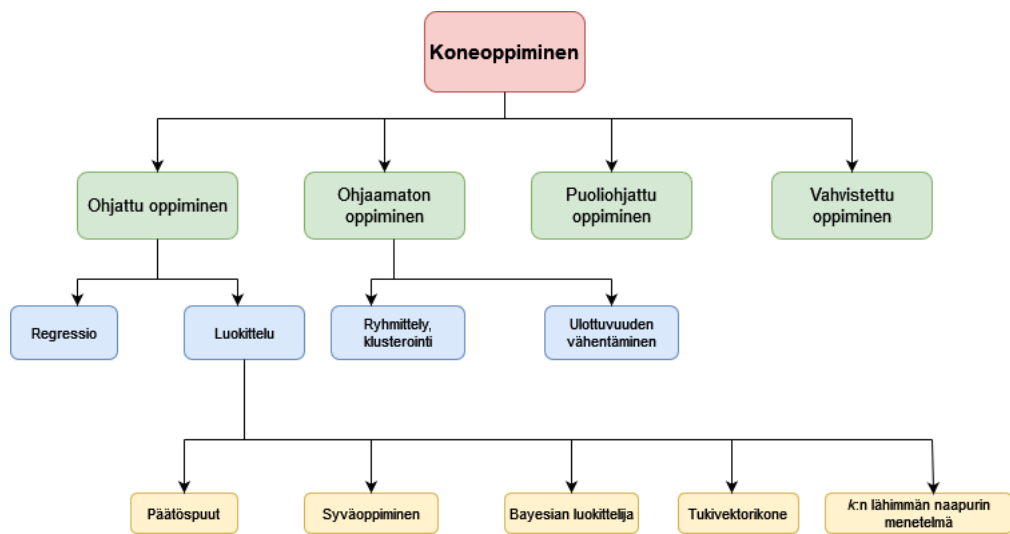 Koneoppiminen
Ohjattu oppiminen
Ohjaamaton
oppiminen
Puoliohjattu
oppiminen
Vahvistettu
oppiminen
Regressio
Luokittelu
Ryhmittely,
klusterointi
Ulottuvuuden
vähentäminen
Päätöspuut
Syväoppiminen
Bayesian luokittelija
Tukivektorikone
k:n lähimmän naapurin
menetelmä